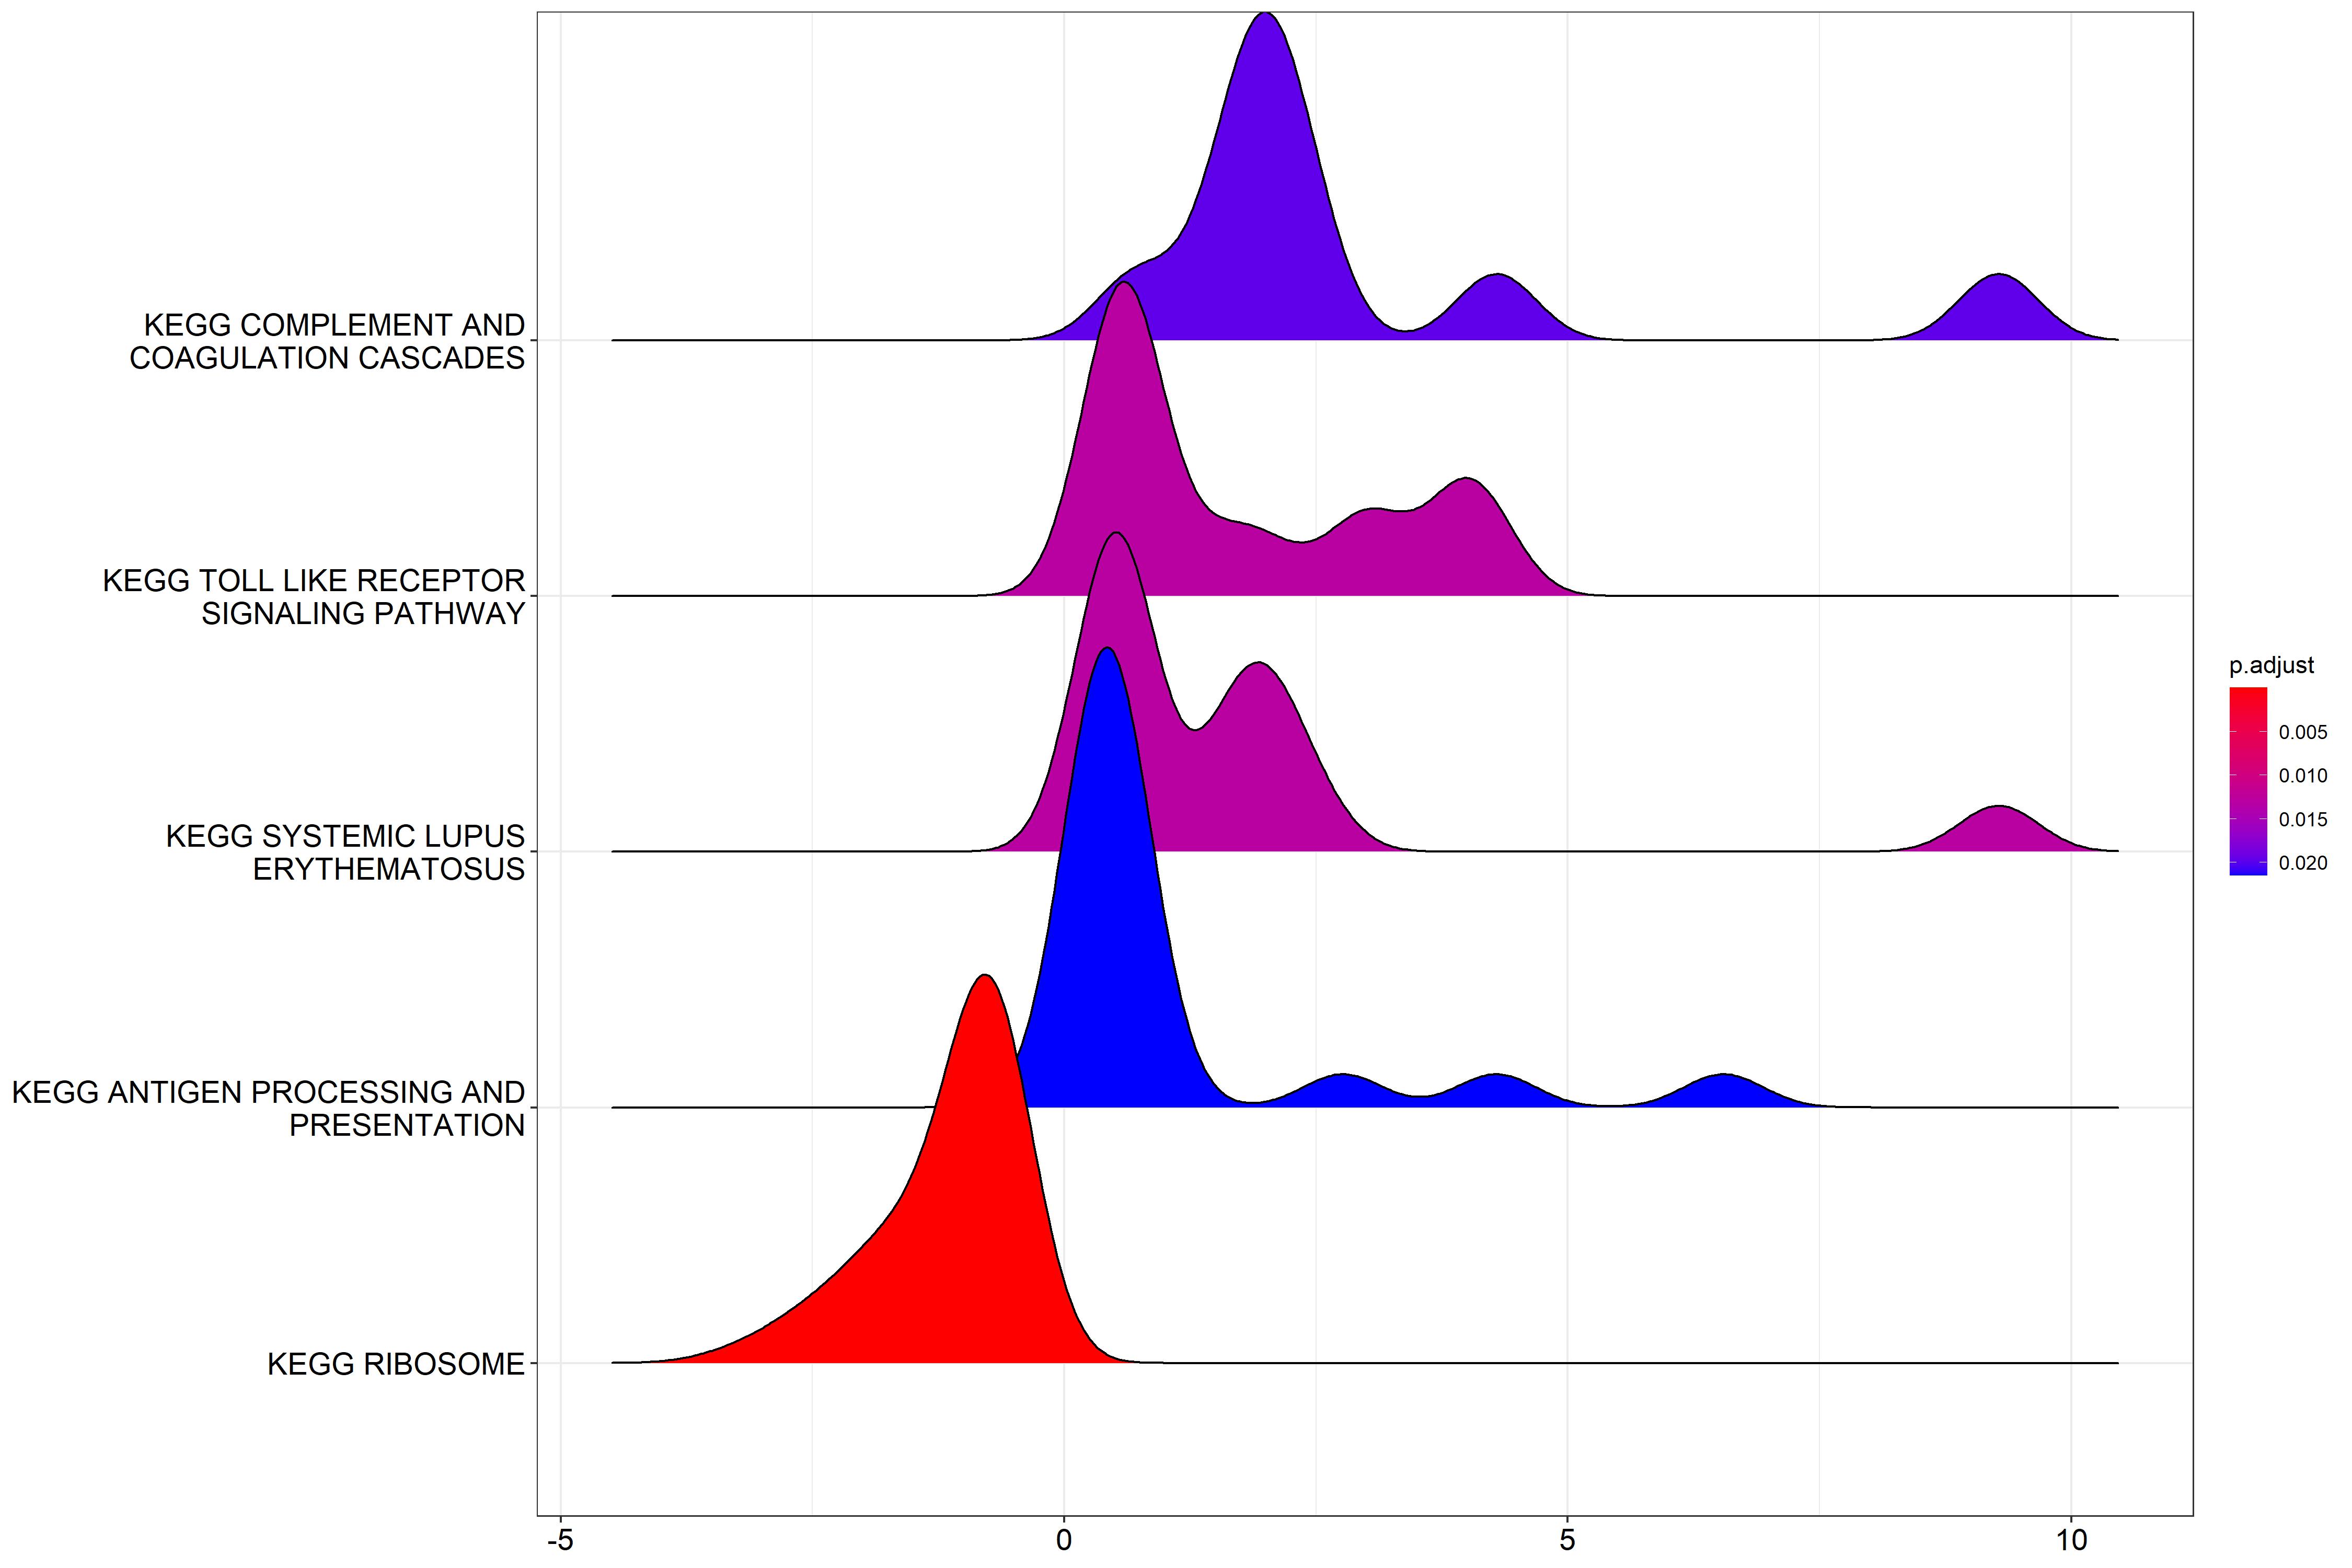 KEGG COMPLEMENT AND
COAGULATION CASCADES
KEGG TOLL LIKE RECEPTOR
SIGNALING PATHWAY
KEGG SYSTEMIC LUPUS
ERYTHEMATOSUS
KEGG ANTIGEN PROCESSING AND
PRESENTATION
KEGG RIBOSOME
-5 0 5 10
p.adjust
0.005
0.010
0.015
0.020